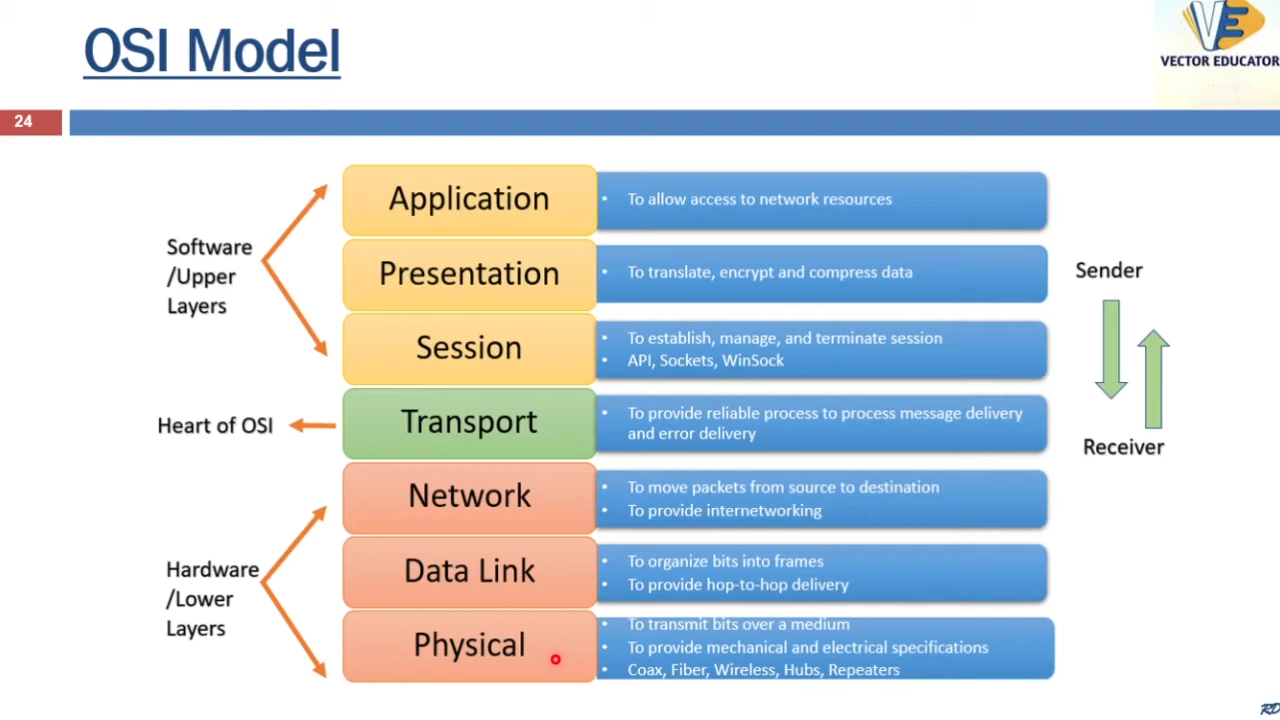 OSI Model
VE
VECTOR EDUCATOR
24
Software
/Upper
Layers
Heart of OSI
Hardware
/Lower
Layers
Application
• To allow access to network resources
Presentation
• To translate, encrypt and compress data
Session
• To establish, manage, and terminate session
• API, Sockets, WinSock
Transport
• To provide reliable process to process message delivery
and error delivery
Network
• To move packets from source to destination
• To provide internetworking
Data Link
• To organize bits into frames
• To provide hop-to-hop delivery
Physical
• To transmit bits over a medium
• To provide mechanical and electrical specifications
• Coax, Fiber, Wireless, Hubs, Repeaters
Sender
Receiver